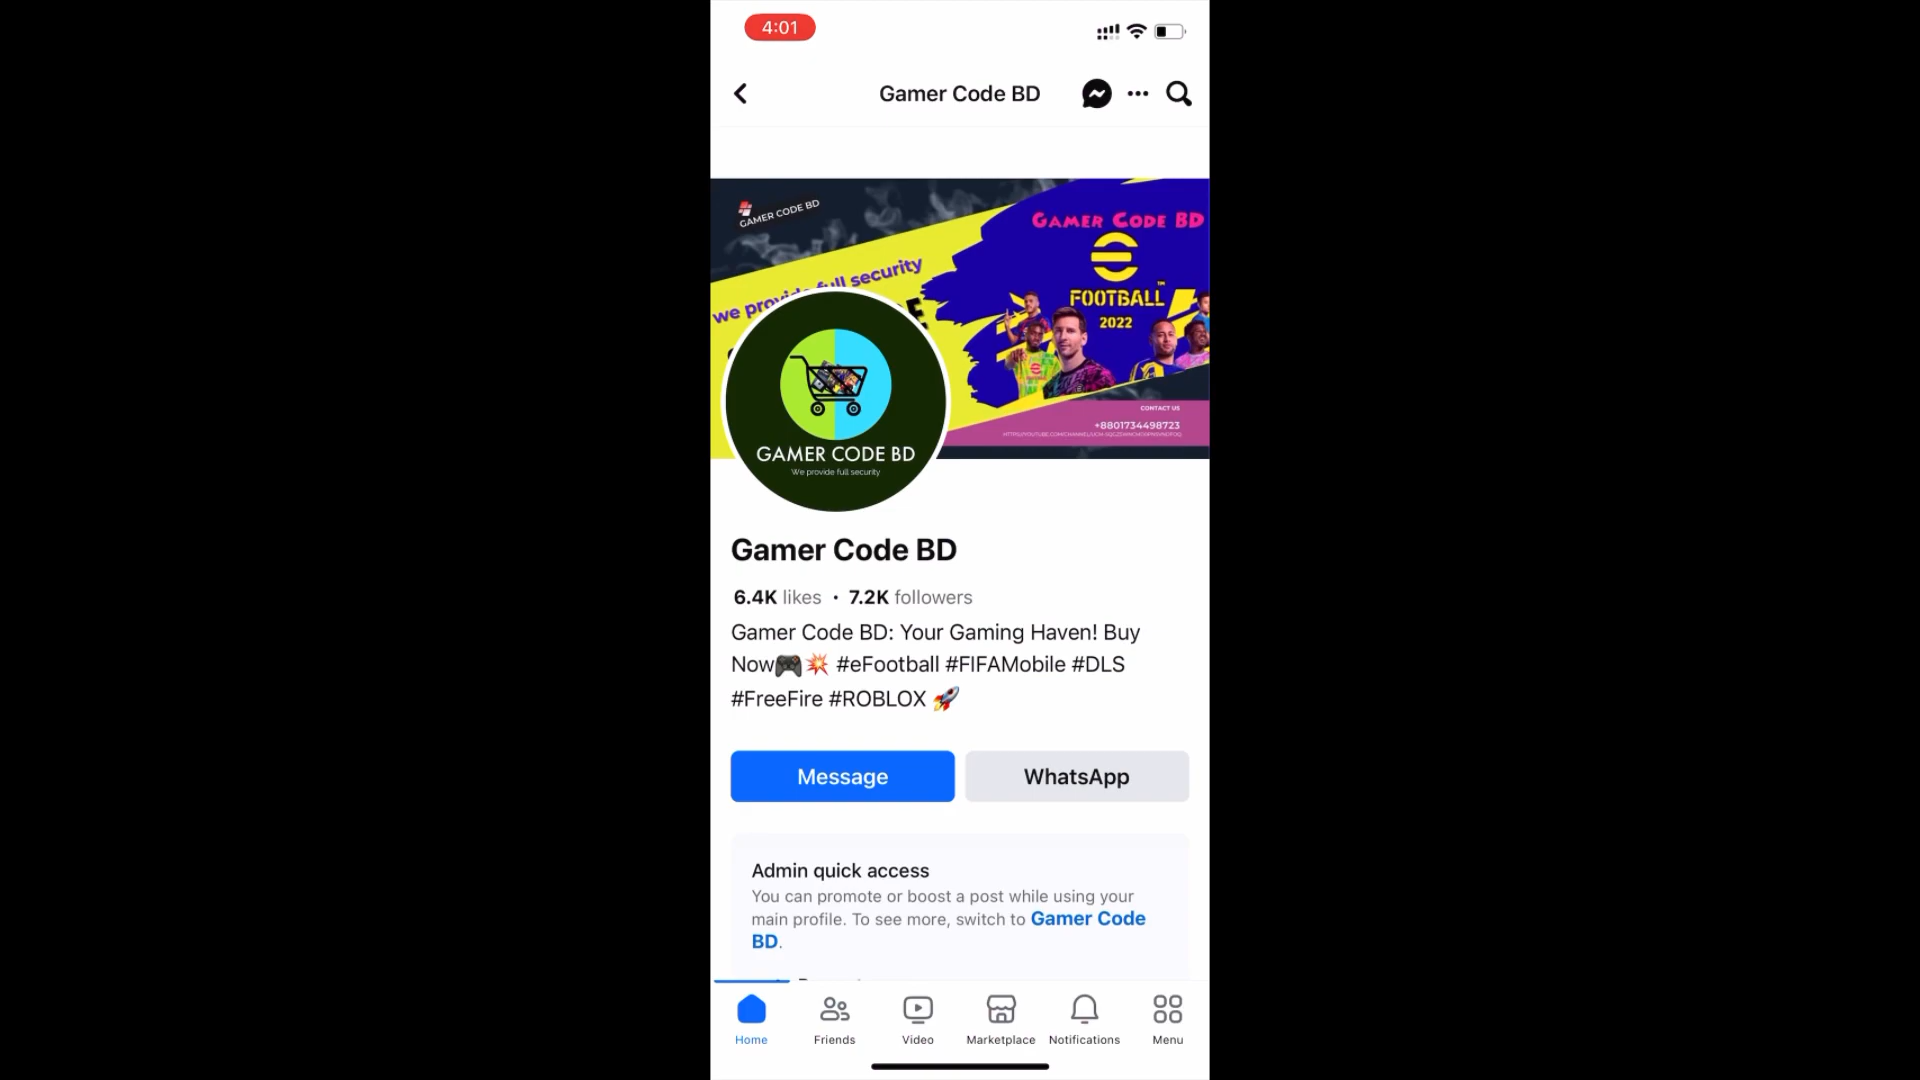 4:01
Gamer Code BD
GAMER CODE BD
GAMER CODE BD
we provide full security
FOOTBALL™
2022
CONTACT US
+8801734498723
GAMER CODE BD
We provide full security
Gamer Code BD
6.4K likes • 7.2K followers
Gamer Code BD: Your Gaming Haven! Buy
Now🎮💥 #eFootball #FIFAMobile #DLS
#FreeFire #ROBLOX 🚀
Message
WhatsApp
Admin quick access
You can promote or boost a post while using your
main profile. To see more, switch to Gamer Code
BD.
Home
Friends
Video
Marketplace
Notifications
Menu